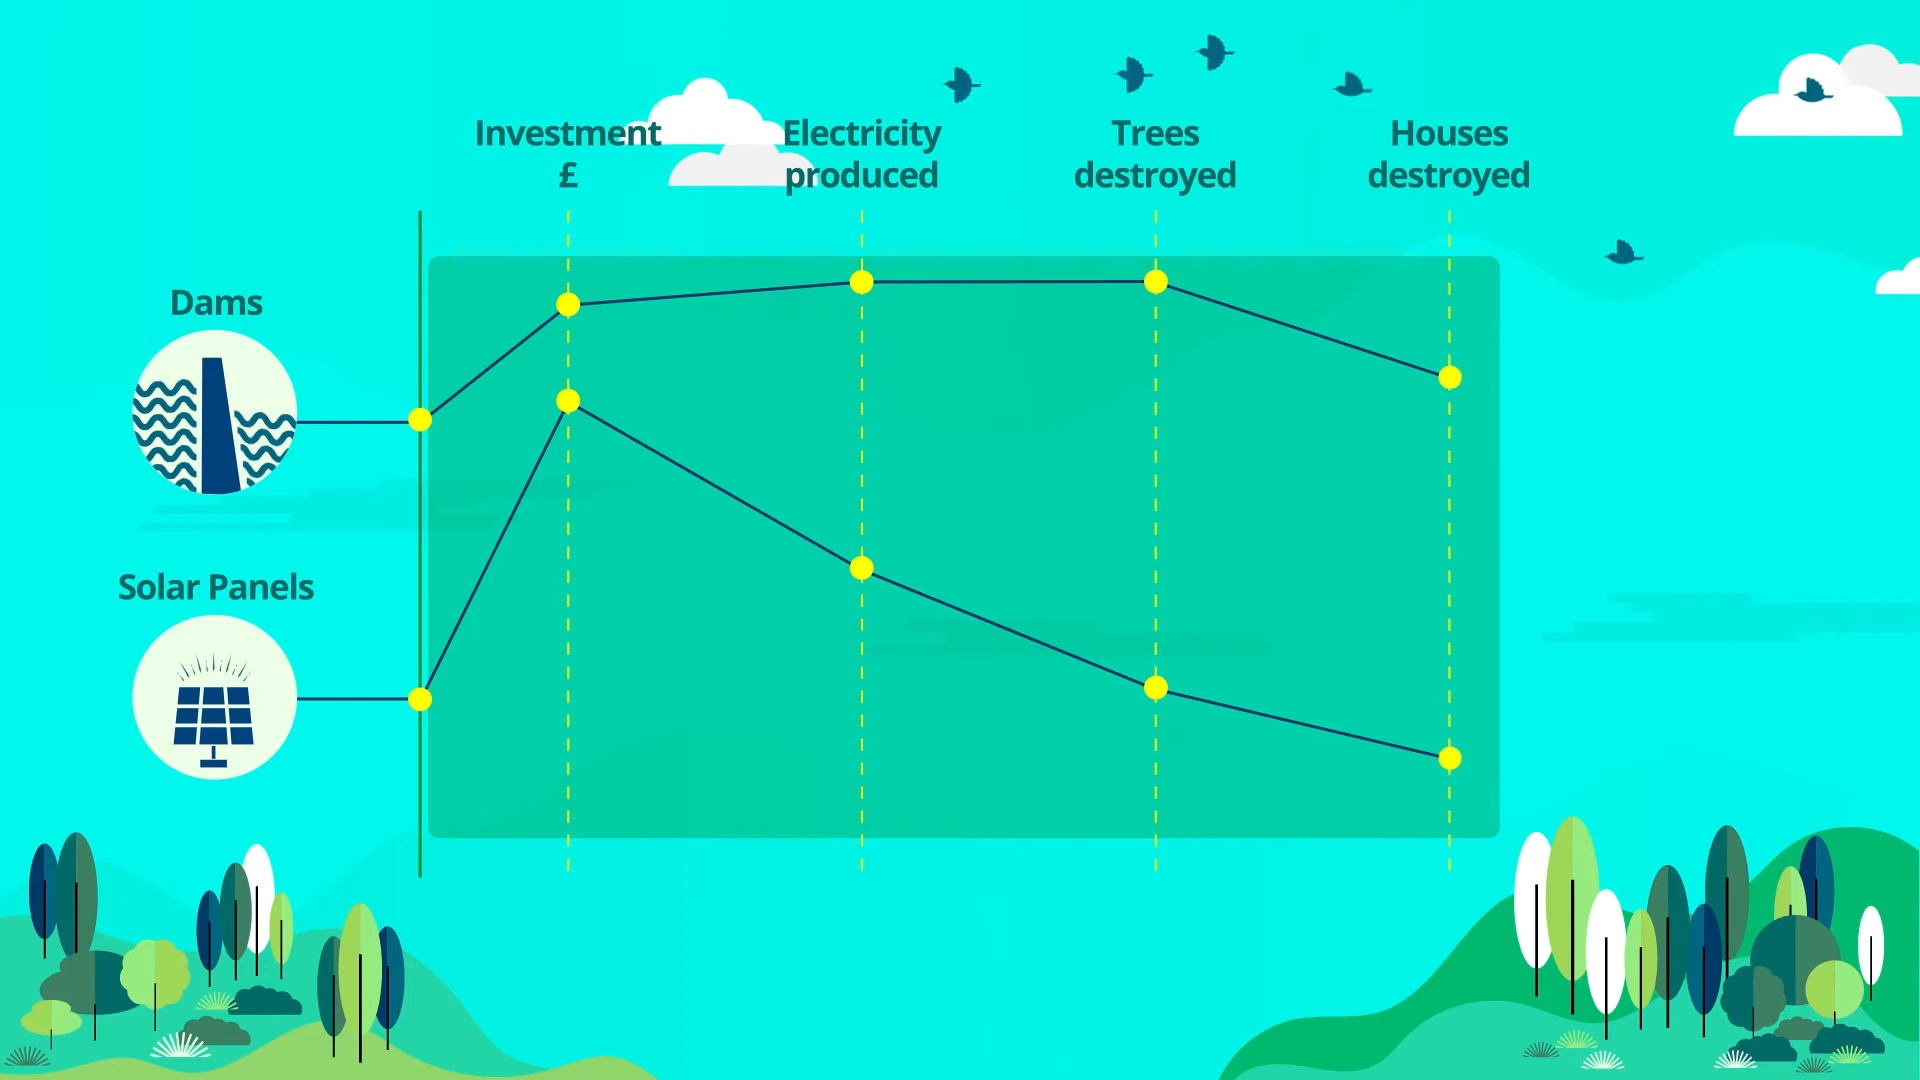 Investment
£
Electricity
produced
Trees
destroyed
Houses
destroyed
Dams
Solar Panels